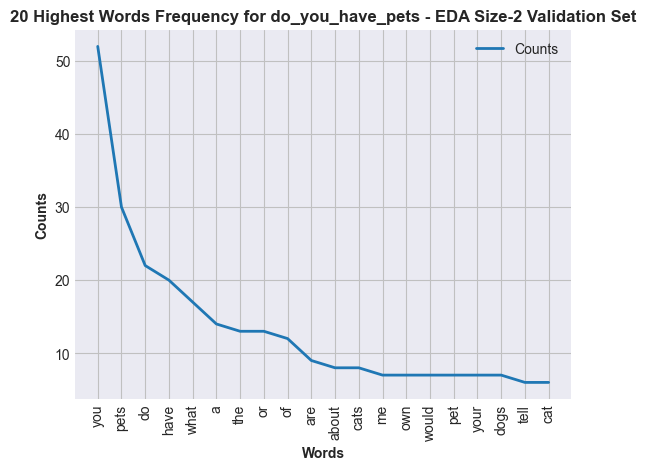 20 Highest Words Frequency for do_you_have_pets - EDA Size-2 Validation Set
Counts
50
40
30
20
10
Counts
you
pets
do
have
what
a
the
or
of
are
about
cats
me
own
would
pet
your
dogs
tell
cat
Words